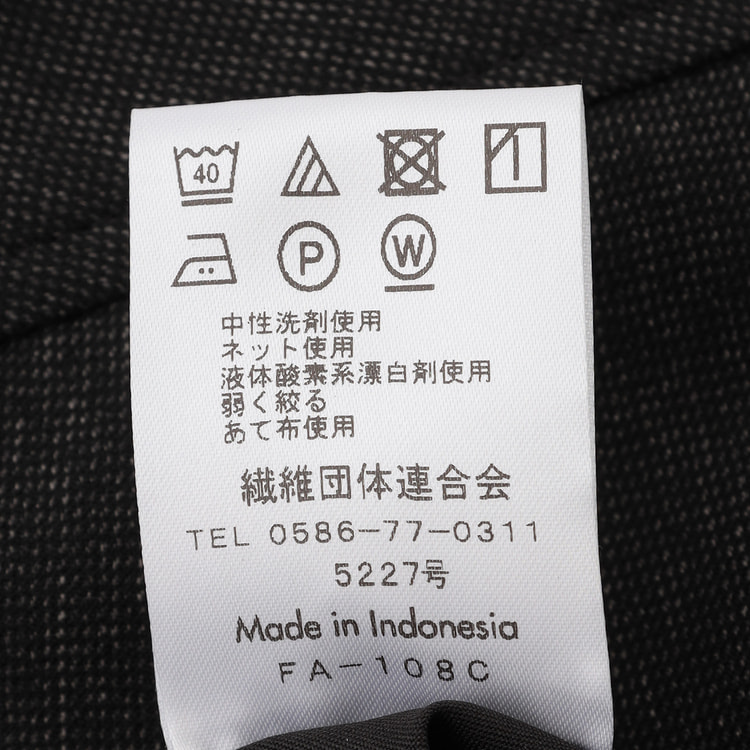 40
P W
中性洗剤使用
ネット使用
液体酸素系漂白剤使用
弱く絞る
あて布使用
繊維団体連合会
TEL 0586-77-0311
5227号
Made in Indonesia
FA-108C